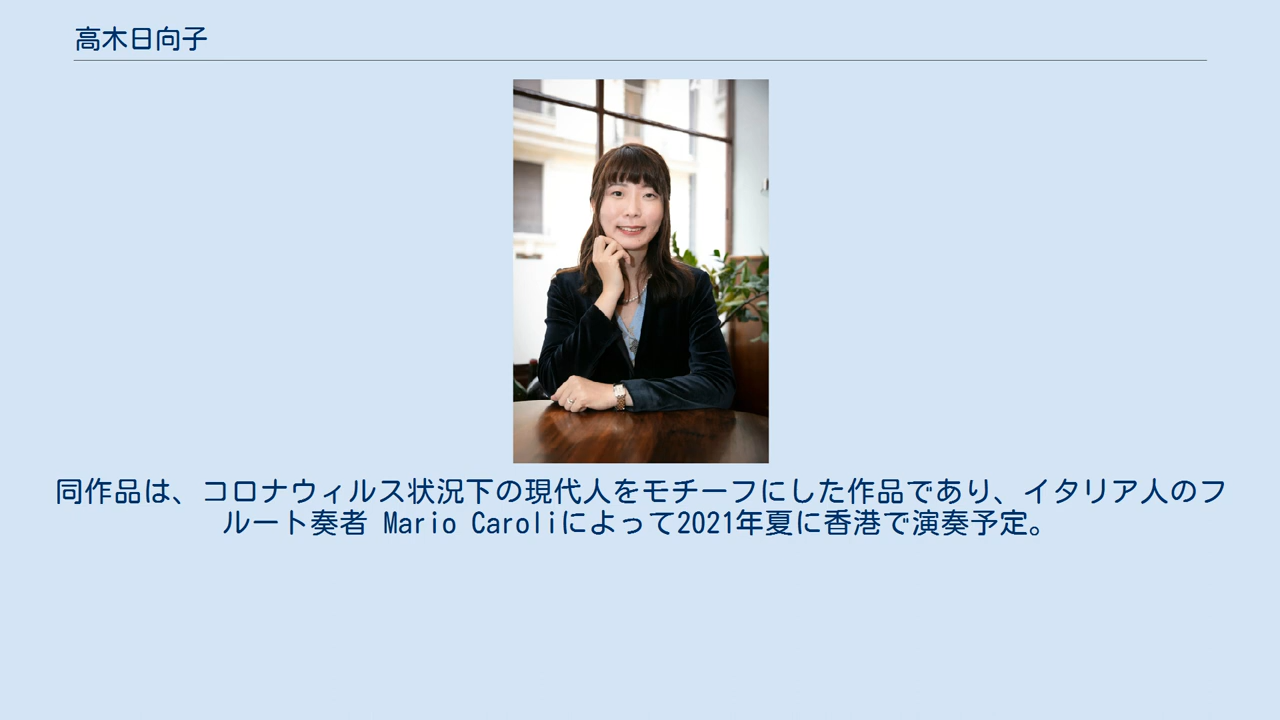 高木日向子
同作品は、コロナウィルス状況下の現代人をモチーフにした作品であり、イタリア人のフ
ルート奏者 Mario Caroliによって2021年夏に香港で演奏予定。